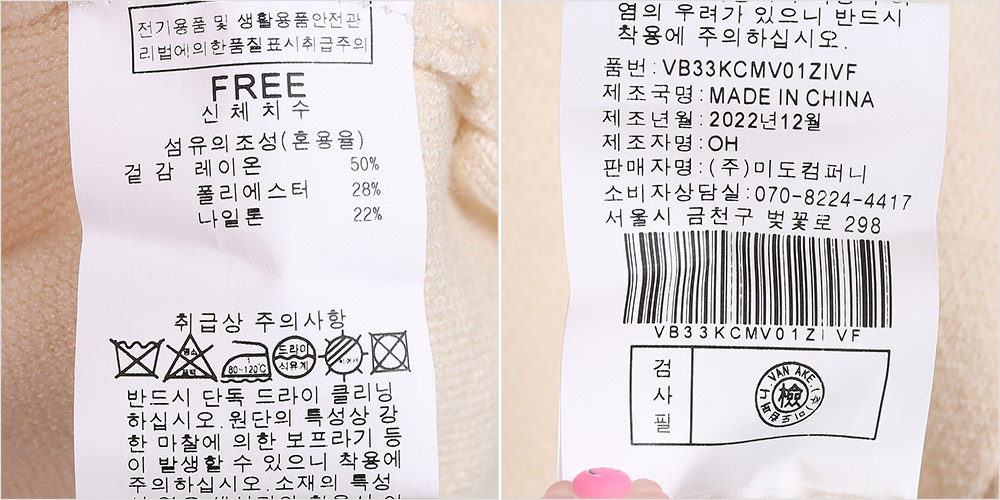 전기용품 및 생활용품안전관
리법에의한품질표시취급주의
FREE
신 체 치 수
섬유의조성(혼용율)
겉 감 레이온 50%
폴리에스터 28%
나일론 22%
취급상 주의사항
염소
표백
80~120℃
드라이
석유계
반드시 단독 드라이 클리닝
하십시오.원단의 특성상 강
한 마찰에 의한 보프라기 등
이 발생할 수 있으니 착용에
주의하십시오.소재의 특성
염의 우려가 있으니 반드시
착용에 주의하십시오.
품번:VB33KCMV01ZIVF
제조국명:MADE IN CHINA
제조년월:2022년12월
제조자명:OH
판매자명:(주)미도컴퍼니
소비자상담실:070-8224-4417
서울시 금천구 벚꽃로 298
VB33KCMV01ZIVF
검
사
필
VAN AKE (주)미도컴퍼니
檢